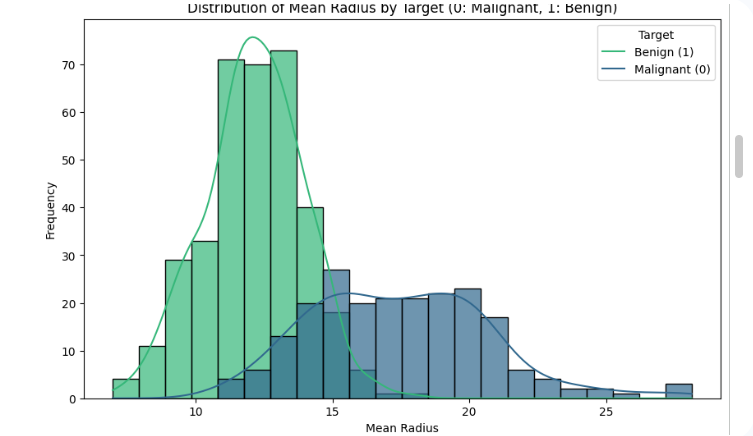 Distribution of Mean Radius by Target (0: Malignant, 1: Benign)
Target
Benign (1)
Malignant (0)
70
60
50
40
30
20
10
0
Frequency
10 15 20 25
Mean Radius